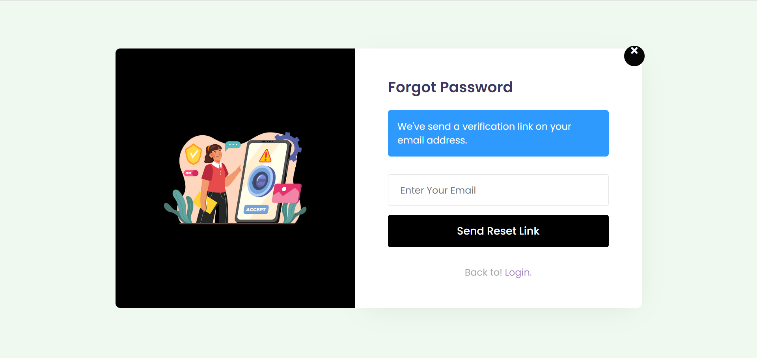 Forgot Password
We've send a verification link on your
email address.
Enter Your Email
ACCEPT
Send Reset Link
Back to! Login.